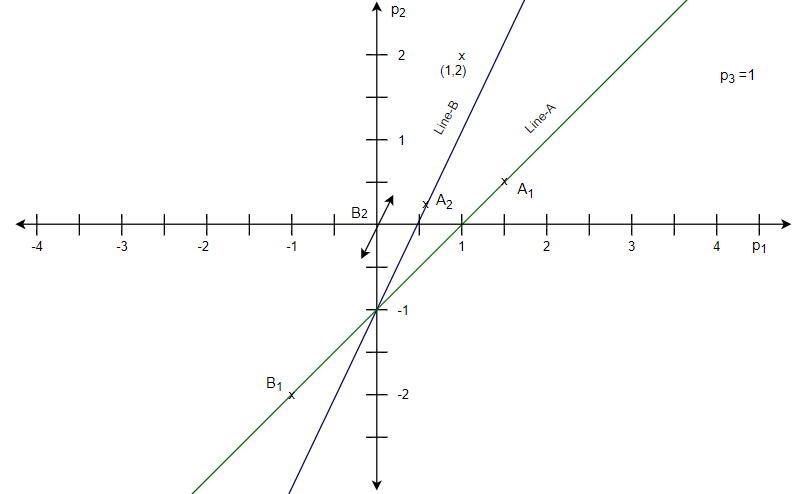 p2
2
x
(1,2)
p3 =1
Line-B
Line-A
1
x
A1
x
A2
B2
-4
-3
-2
-1
1
2
3
4
p1
-1
B1
x
-2